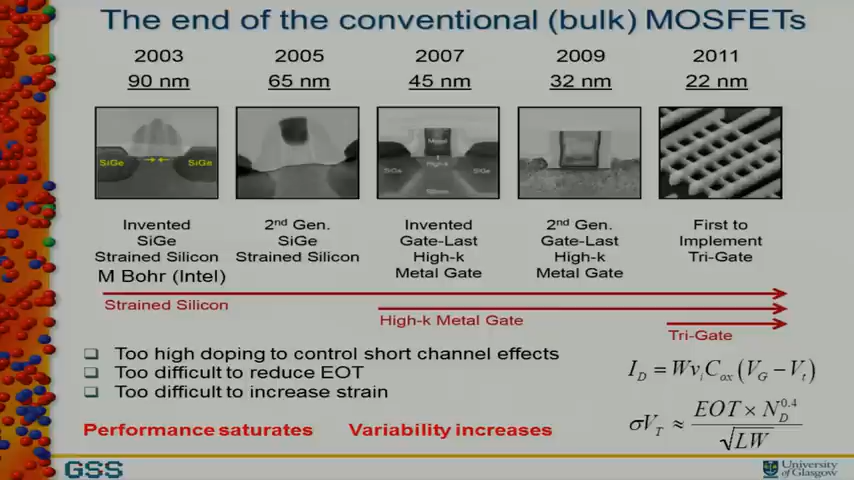 The end of the conventional (bulk) MOSFETs
2003 2005 2007 2009 2011
90 nm 65 nm 45 nm 32 nm 22 nm
SiGe SiGe
Metal
High-k
SiGe SiGe
Invented
SiGe
Strained Silicon
2nd Gen.
SiGe
Strained Silicon
Invented
Gate-Last
High-k
Metal Gate
2nd Gen.
Gate-Last
High-k
Metal Gate
First to
Implement
Tri-Gate
M Bohr (Intel)
Strained Silicon
High-k Metal Gate
Tri-Gate
❑ Too high doping to control short channel effects
❑ Too difficult to reduce EOT
❑ Too difficult to increase strain
I_D = Wv_iC_ox(V_G − V_t)
σV_T ≈ EOT × N_D^0.4 / √LW
Performance saturates Variability increases
GSS
University
of Glasgow